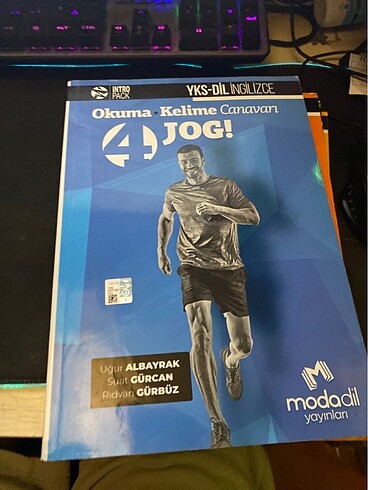 INTRO
PACK
YKS-DİL İNGİLİZCE
Okuma . Kelime Canavarı
4 JOG!
Uğur ALBAYRAK
Suat GÜRCAN
Rıdvan GÜRBÜZ
modadil
yayınları